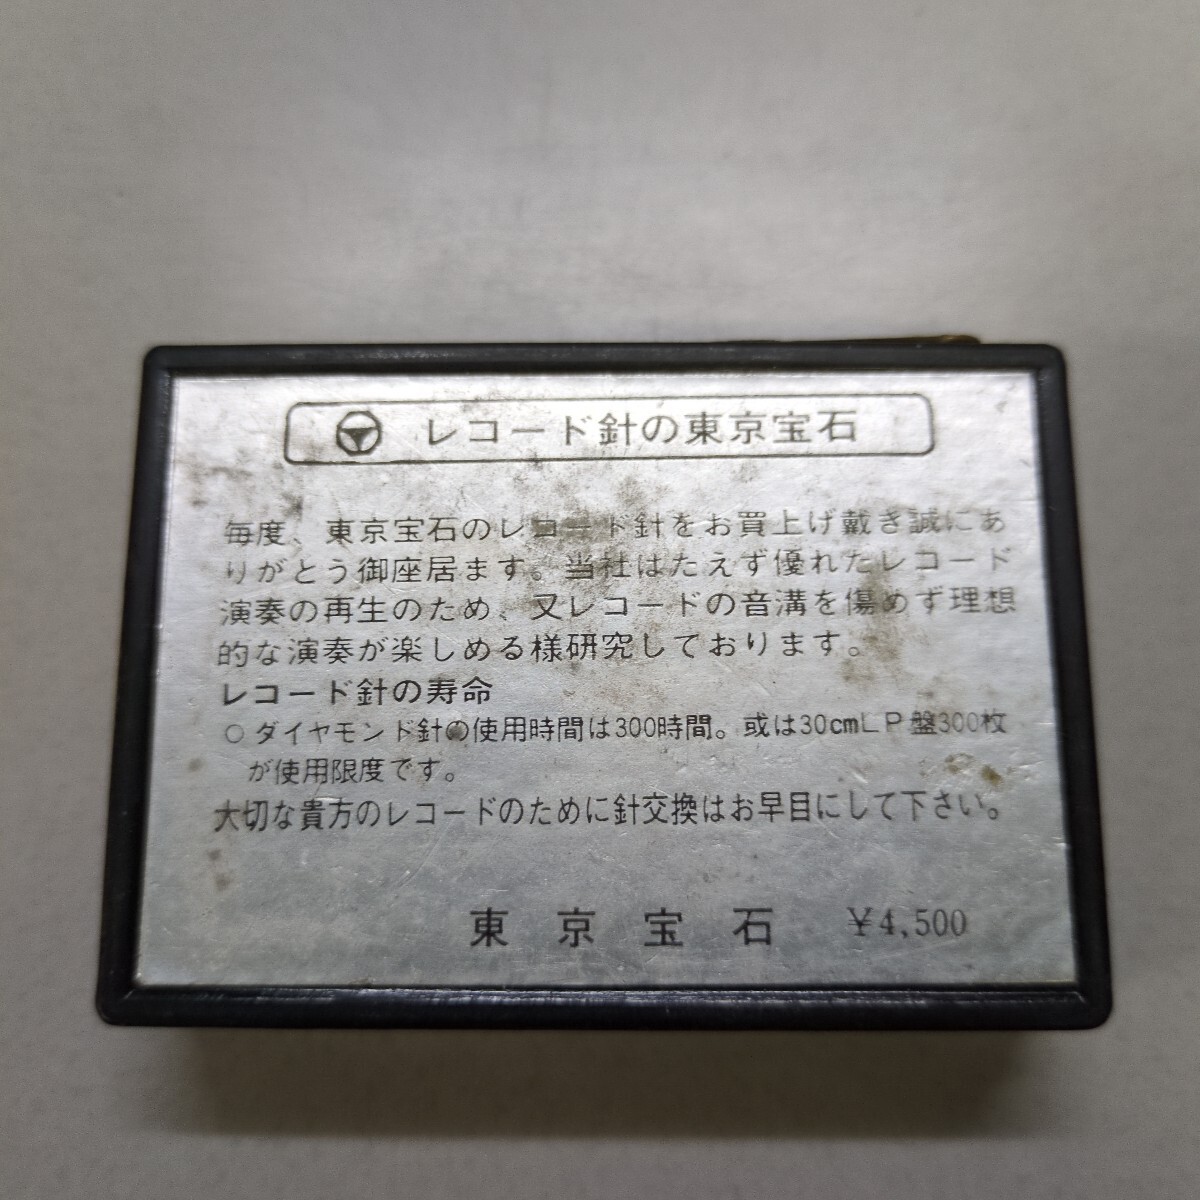 レコード針の東京宝石
毎度、東京宝石のレコード針をお買上げ戴き誠にあ
りがとう御座居ます。当社はたえず優れたレコード
演奏の再生のため、又レコードの音溝を傷めず理想
的な演奏が楽しめる様研究しております。
レコード針の寿命
○ダイヤモンド針の使用時間は300時間。或は30cmLP盤300枚
が使用限度です。
大切な貴方のレコードのために針交換はお早目にして下さい。
東京宝石 ¥4,500